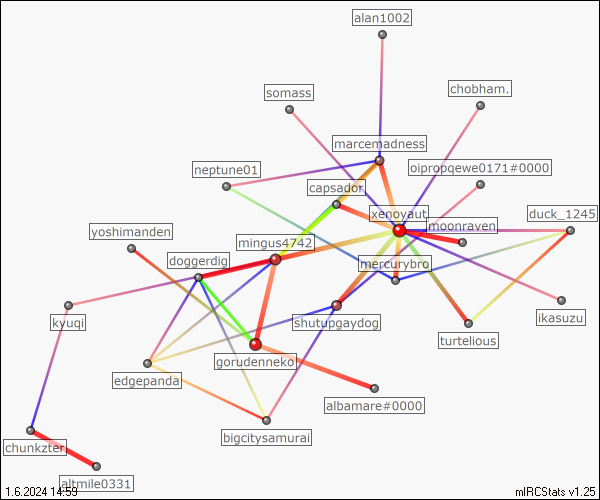 alan1002
somass
chobham.
marcemadness
neptune01
oipropqewe0171#0000
capsador
xenovaut
duck_1245
moonraven
yoshimanden
mingus4742
doggerdig
mercurybro
kyuqi
shutupgaydog
ikasuzu
turtelious
gorudenneko
edgepanda
albamare#0000
bigcitysamurai
chunkzter
altmile0331
1.6.2024 14:59
mIRCStats v1.25